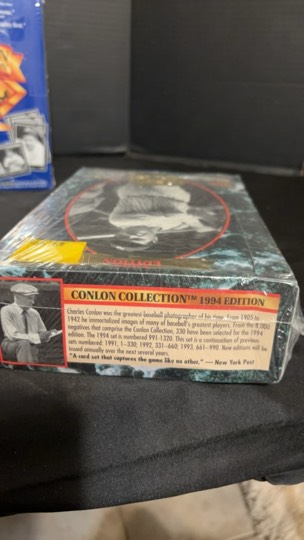 CONLON COLLECTION™ 1994 EDITION
Charles Conlon was the greatest baseball photographer of his time. From 1905 to
1942 he immortalized images of many of baseball's greatest players. From the 8,000
negatives that comprise the Conlon Collection, 330 have been selected for the 1994
edition. The 1994 set is numbered 991-1320. This set is a continuation of previous
sets numbered: 1991, 1–330; 1992, 331–660; 1993, 661–990. New editions will be
issued annually over the next several years.
"A card set that captures the game like no other." — New York Post